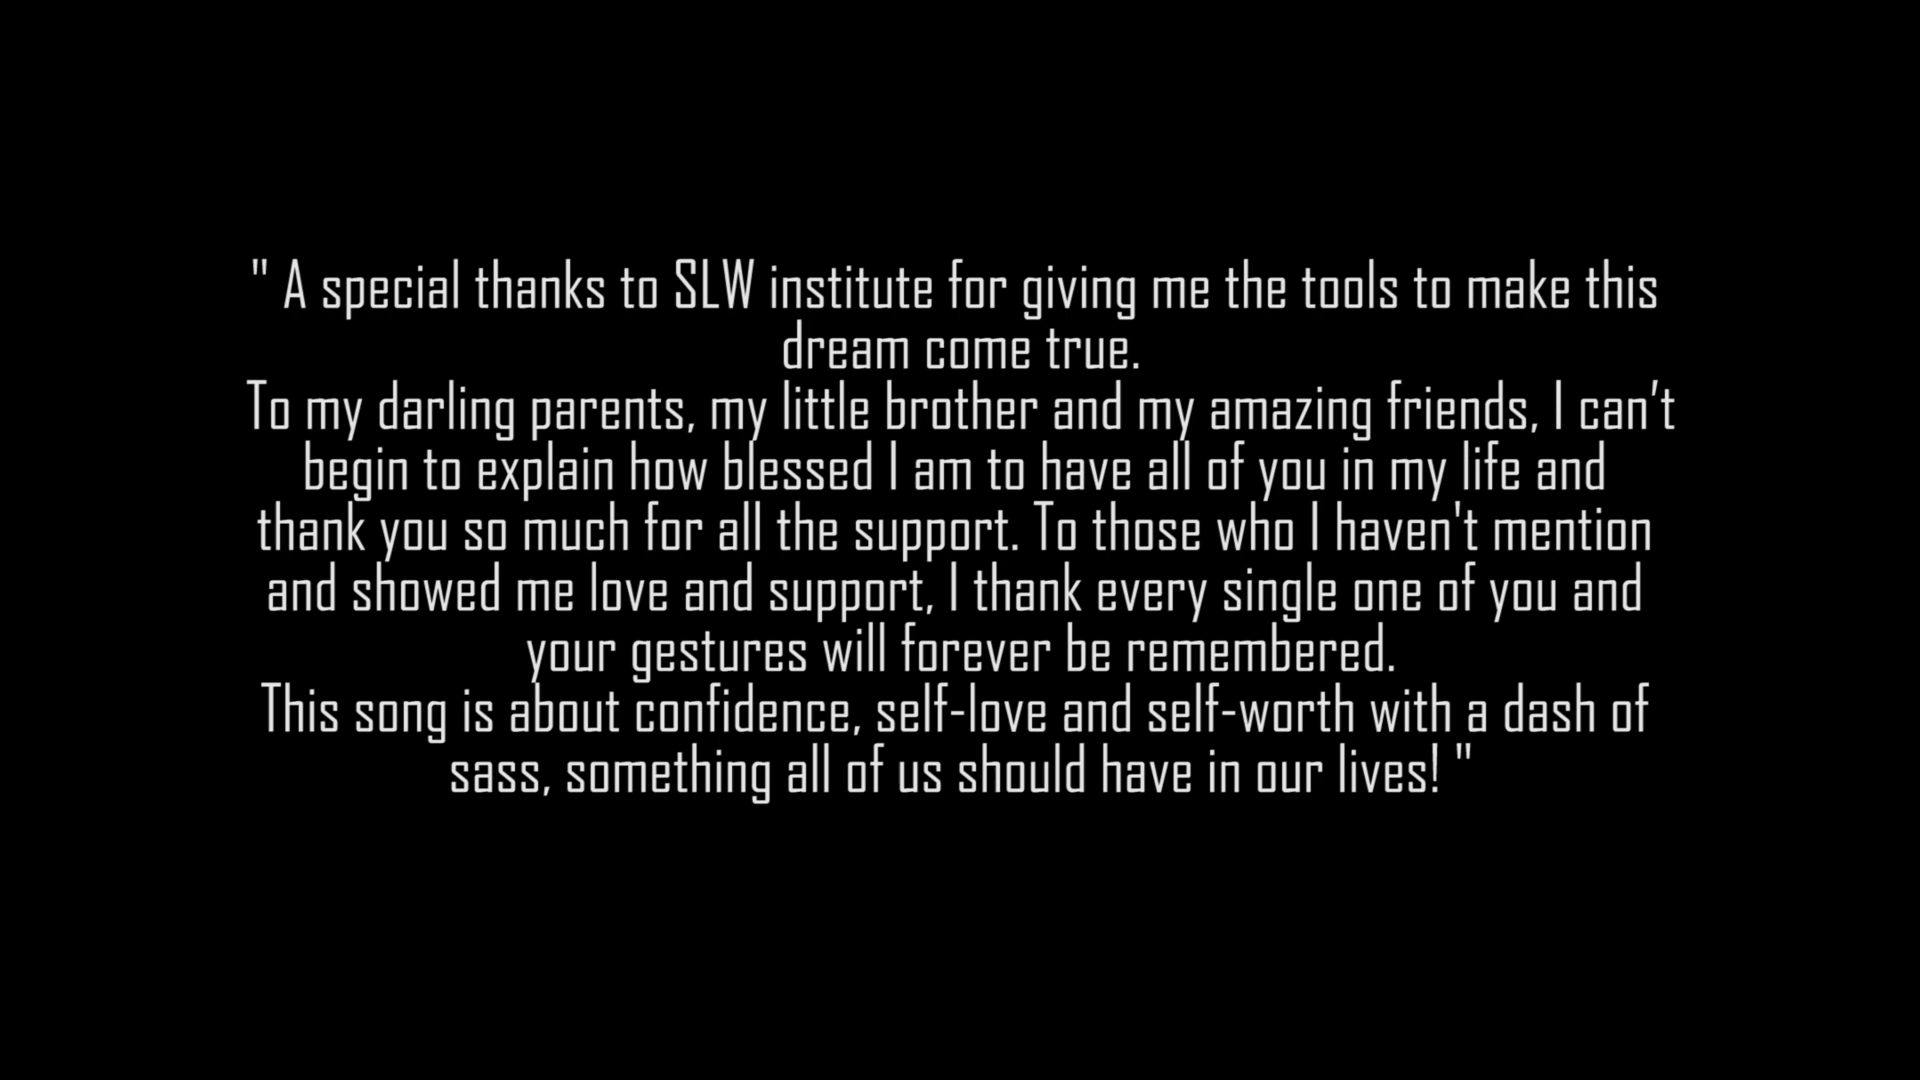 " A special thanks to SLW institute for giving me the tools to make this
dream come true.
To my darling parents, my little brother and my amazing friends, I can’t
begin to explain how blessed I am to have all of you in my life and
thank you so much for all the support. To those who I haven't mention
and showed me love and support, I thank every single one of you and
your gestures will forever be remembered.
This song is about confidence, self-love and self-worth with a dash of
sass, something all of us should have in our lives! "